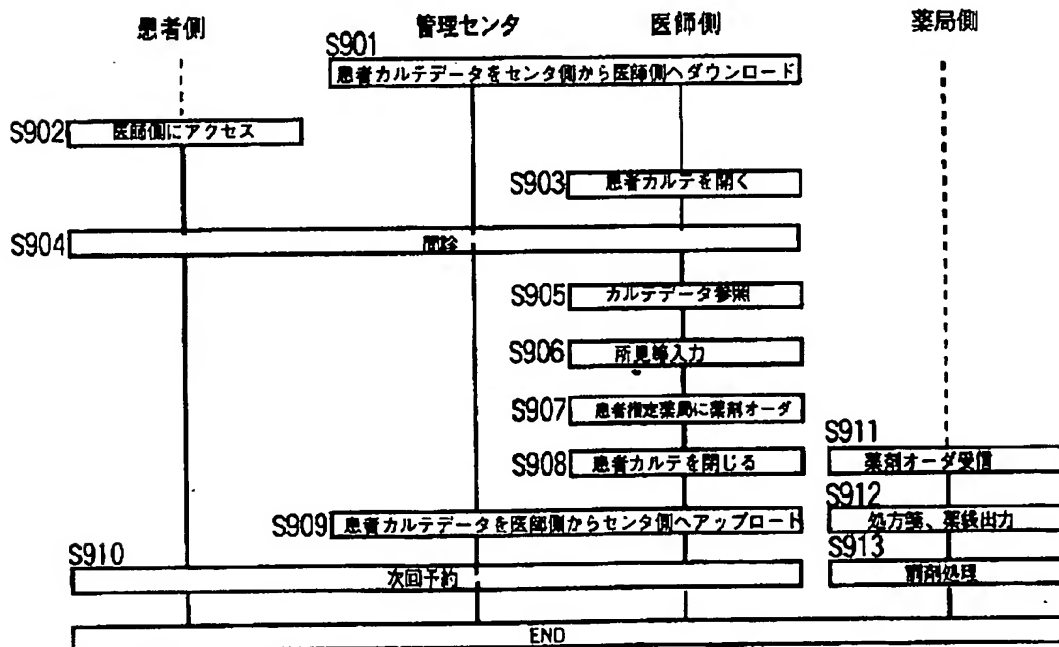 患者側
管理センタ
医師側
薬局側
S901
患者カルテデータをセンタ側から医師側へダウンロード
S902
医師側にアクセス
S903
患者カルテを開く
S904
問診
S905
カルテデータ参照
S906
所見等入力
S907
患者指定薬局に薬剤オーダ
S911
薬剤オーダ受信
S908
患者カルテを閉じる
S912
処方箋、薬袋出力
S909
患者カルテデータを医師側からセンタ側へアップロード
S913
調剤処理
S910
次回予約
END